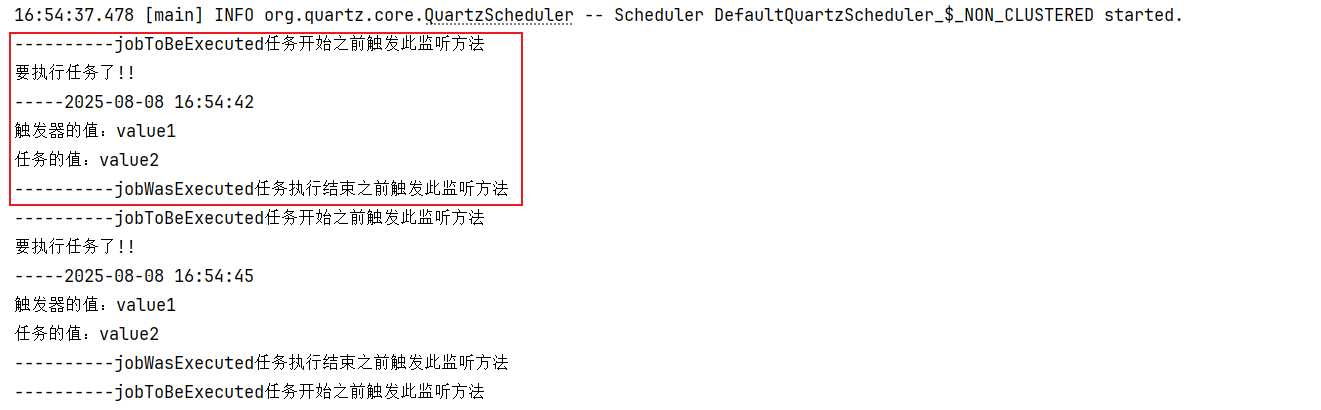 16:54:37.478 [main] INFO org.quartz.core.QuartzScheduler -- Scheduler DefaultQuartzScheduler_$_NON_CLUSTERED started.
----------jobToBeExecuted任务开始之前触发此监听方法
要执行任务了!!
-----2025-08-08 16:54:42
触发器的值：value1
任务的值：value2
----------jobWasExecuted任务执行结束之前触发此监听方法
----------jobToBeExecuted任务开始之前触发此监听方法
要执行任务了!!
-----2025-08-08 16:54:45
触发器的值：value1
任务的值：value2
----------jobWasExecuted任务执行结束之前触发此监听方法
----------jobToBeExecuted任务开始之前触发此监听方法